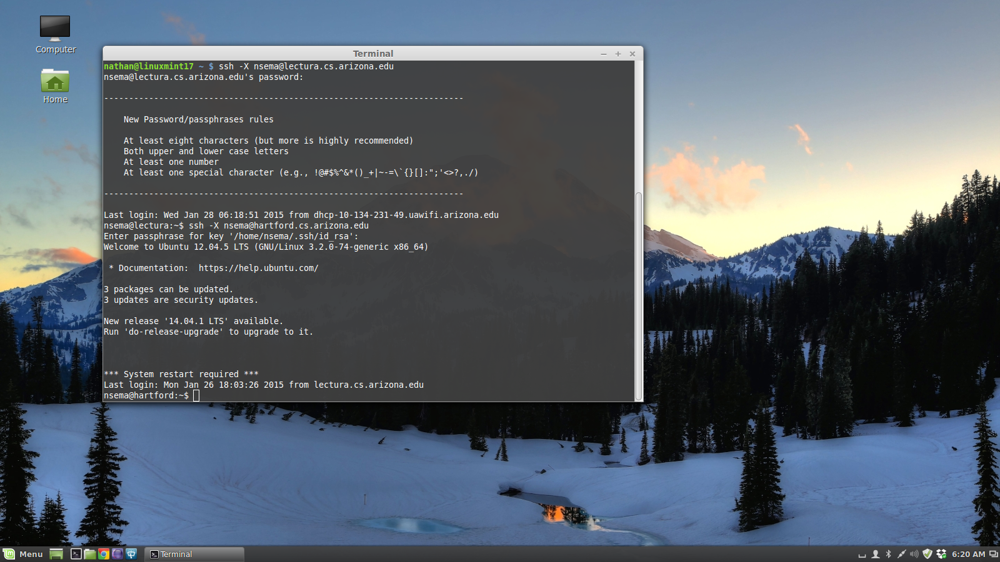 Computer
Home
Terminal
nathan@linuxmint17 ~ $ ssh -X nsema@lectura.cs.arizona.edu
nsema@lectura.cs.arizona.edu's password:
------------------------------------------------------------------------
New Password/passphrases rules
At least eight characters (but more is highly recommended)
Both upper and lower case letters
At least one number
At least one special character (e.g., !@#$%^&*()_+|~-=\`{}[]:";'<>?,./)
------------------------------------------------------------------------
Last login: Wed Jan 28 06:18:51 2015 from dhcp-10-134-231-49.uawifi.arizona.edu
nsema@lectura:~$ ssh -X nsema@hartford.cs.arizona.edu
Enter passphrase for key '/home/nsema/.ssh/id_rsa':
Welcome to Ubuntu 12.04.5 LTS (GNU/Linux 3.2.0-74-generic x86_64)
* Documentation:  https://help.ubuntu.com/
3 packages can be updated.
3 updates are security updates.
New release '14.04.1 LTS' available.
Run 'do-release-upgrade' to upgrade to it.
*** System restart required ***
Last login: Mon Jan 26 18:03:26 2015 from lectura.cs.arizona.edu
nsema@hartford:~$
Menu
Terminal
6:20 AM